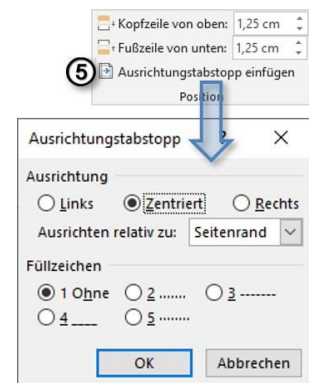 Kopfzeile von oben: 1,25 cm
Fußzeile von unten: 1,25 cm
5 Ausrichtungstabstopp einfügen
Position
Ausrichtungstabstopp ? ×
Ausrichtung
Links Zentriert Rechts
Ausrichten relativ zu: Seitenrand
Füllzeichen
1 Ohne 2 ....... 3 -------
4 ____ 5 ········
OK Abbrechen